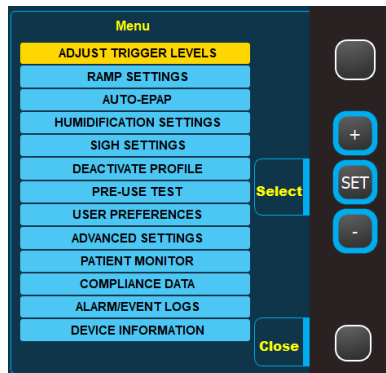 Menu
ADJUST TRIGGER LEVELS
RAMP SETTINGS
AUTO-EPAP
HUMIDIFICATION SETTINGS
SIGH SETTINGS
DEACTIVATE PROFILE
PRE-USE TEST
USER PREFERENCES
ADVANCED SETTINGS
PATIENT MONITOR
COMPLIANCE DATA
ALARM/EVENT LOGS
DEVICE INFORMATION
Select
Close
+
SET
-